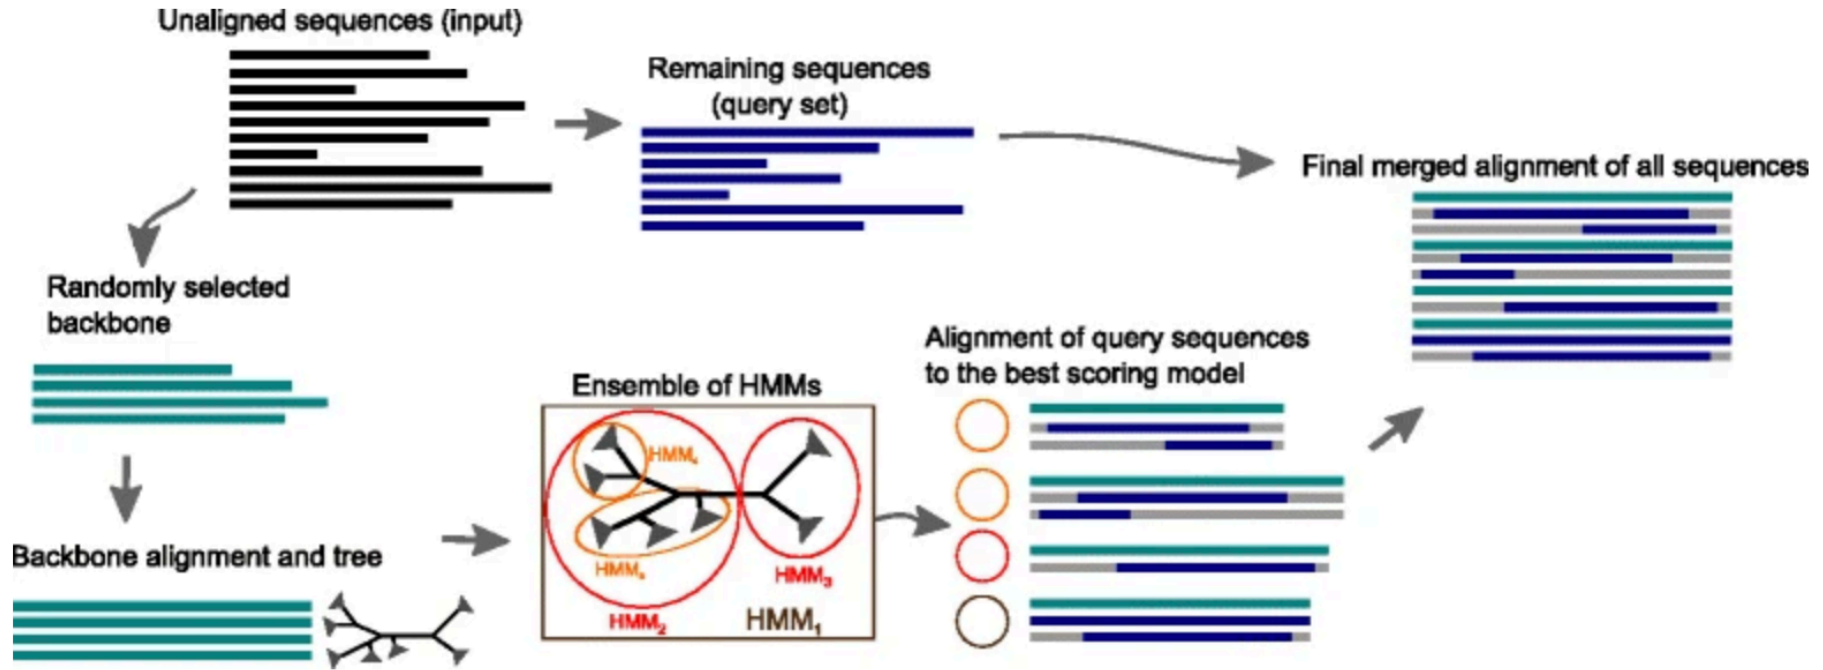 Unaligned sequences (input)
Remaining sequences
(query set)
Final merged alignment of all sequences
Randomly selected
backbone
Alignment of query sequences
to the best scoring model
Ensemble of HMMs
HMM
HMM
HMM₃
HMM₂
HMM₁
Backbone alignment and tree